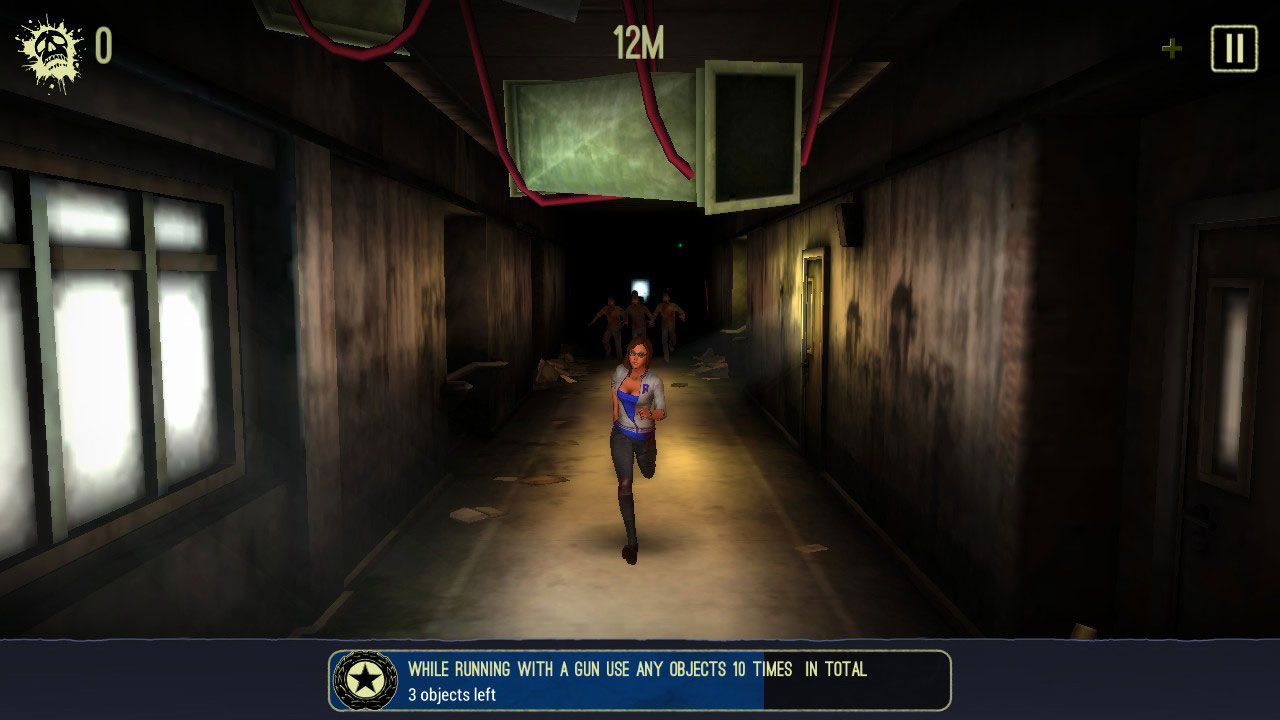 0
12M
R
WHILE RUNNING WITH A GUN USE ANY OBJECTS 10 TIMES IN TOTAL
3 objects left